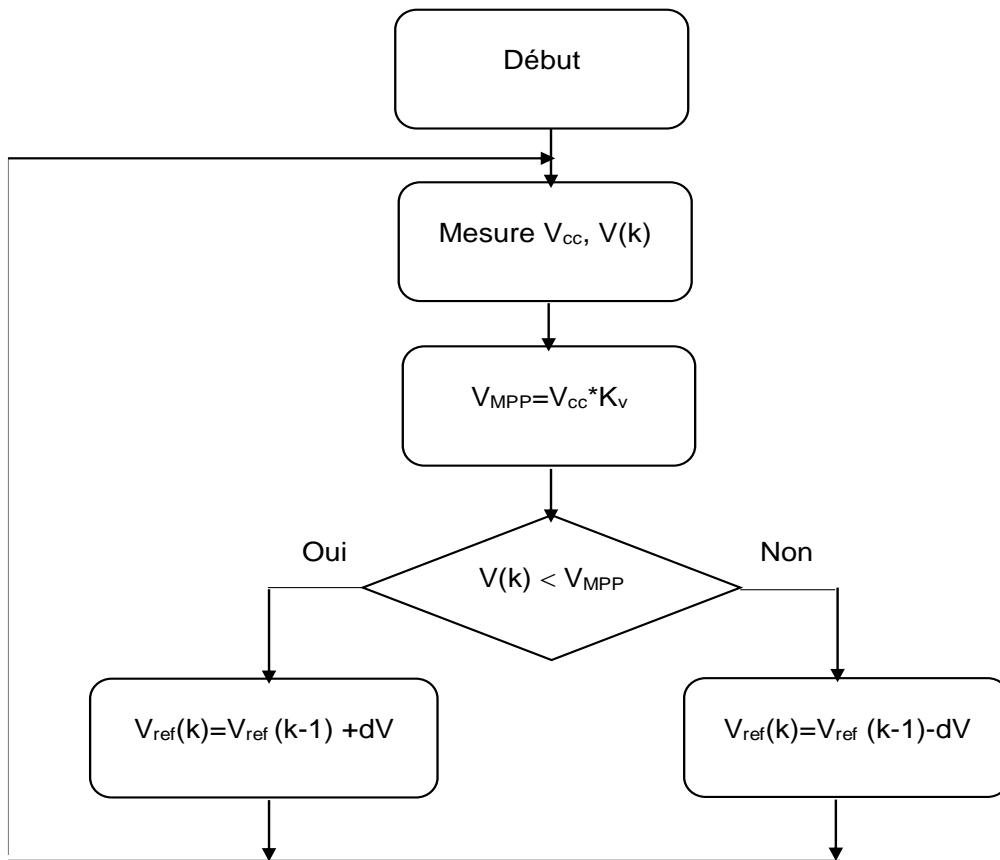 Début
Mesure Vcc, V(k)
VMPP=Vcc*Kv
Oui
Non
V(k) < VMPP
Vref(k)=Vref (k-1) +dV
Vref(k)=Vref (k-1)-dV